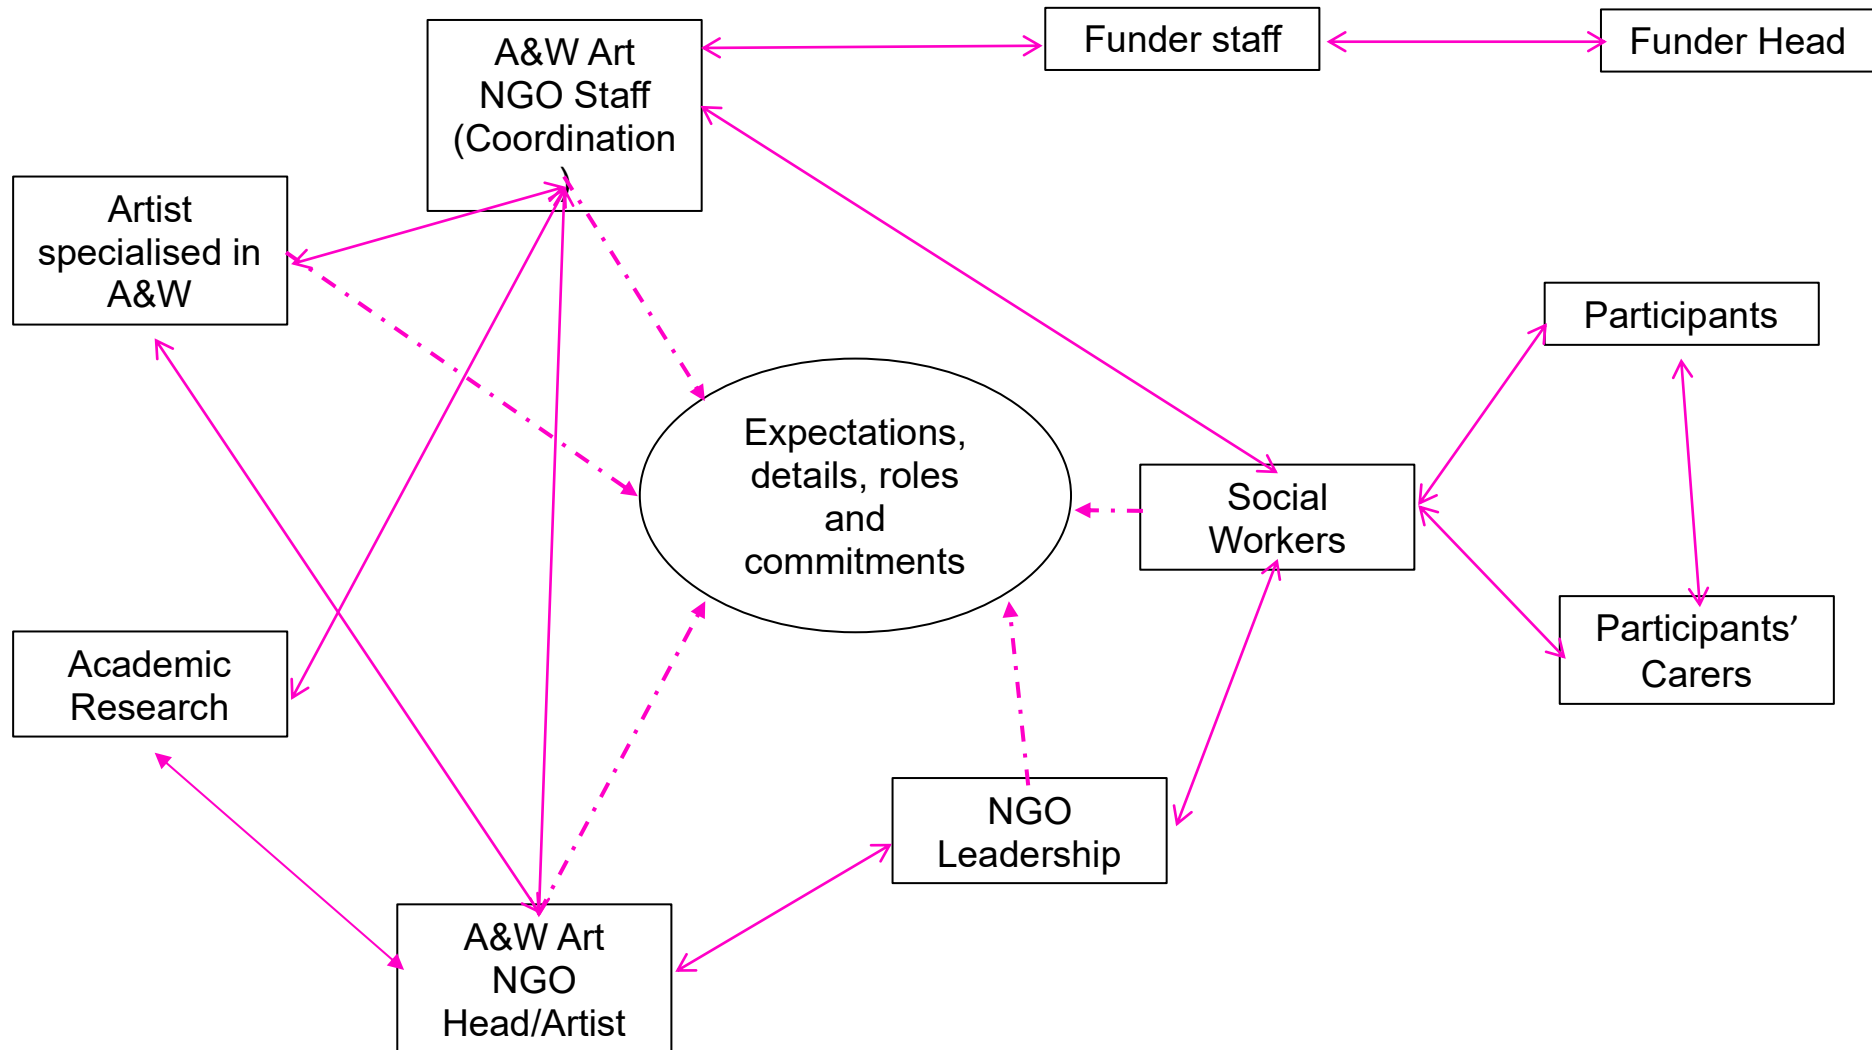 A&W Art
NGO Staff
(Coordination
)
Funder staff
Funder Head
Artist
specialised in
A&W
Participants
Expectations,
details, roles
and
commitments
Social
Workers
Participants’
Carers
Academic
Research
NGO
Leadership
A&W Art
NGO
Head/Artist